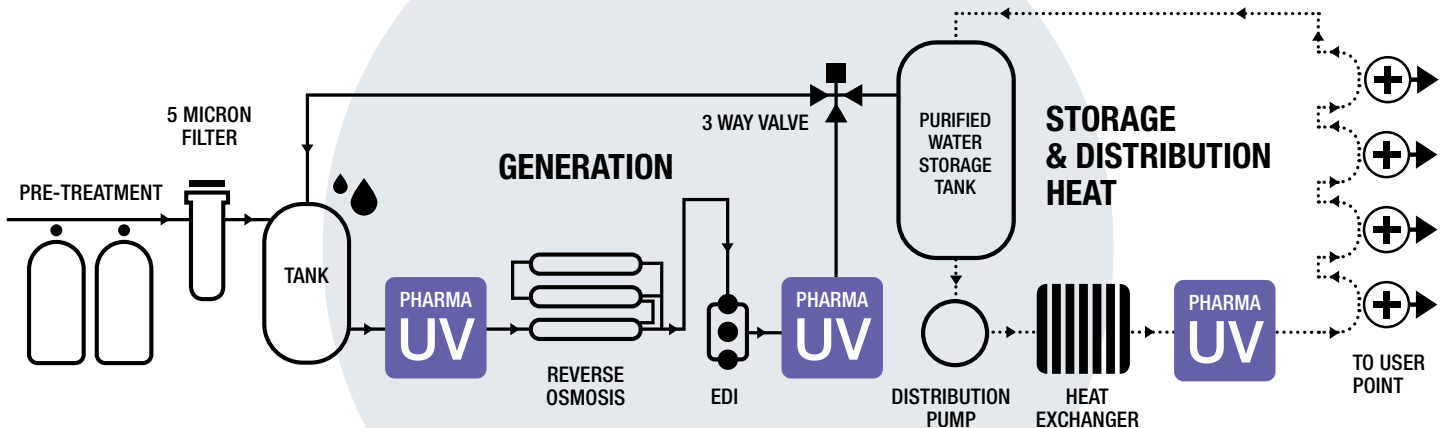 5 MICRON
FILTER
PRE-TREATMENT
TANK
GENERATION
3 WAY VALVE
PHARMA
UV
REVERSE
OSMOSIS
EDI
PHARMA
UV
PURIFIED
WATER
STORAGE
TANK
STORAGE
& DISTRIBUTION
HEAT
DISTRIBUTION
PUMP
HEAT
EXCHANGER
PHARMA
UV
TO USER
POINT